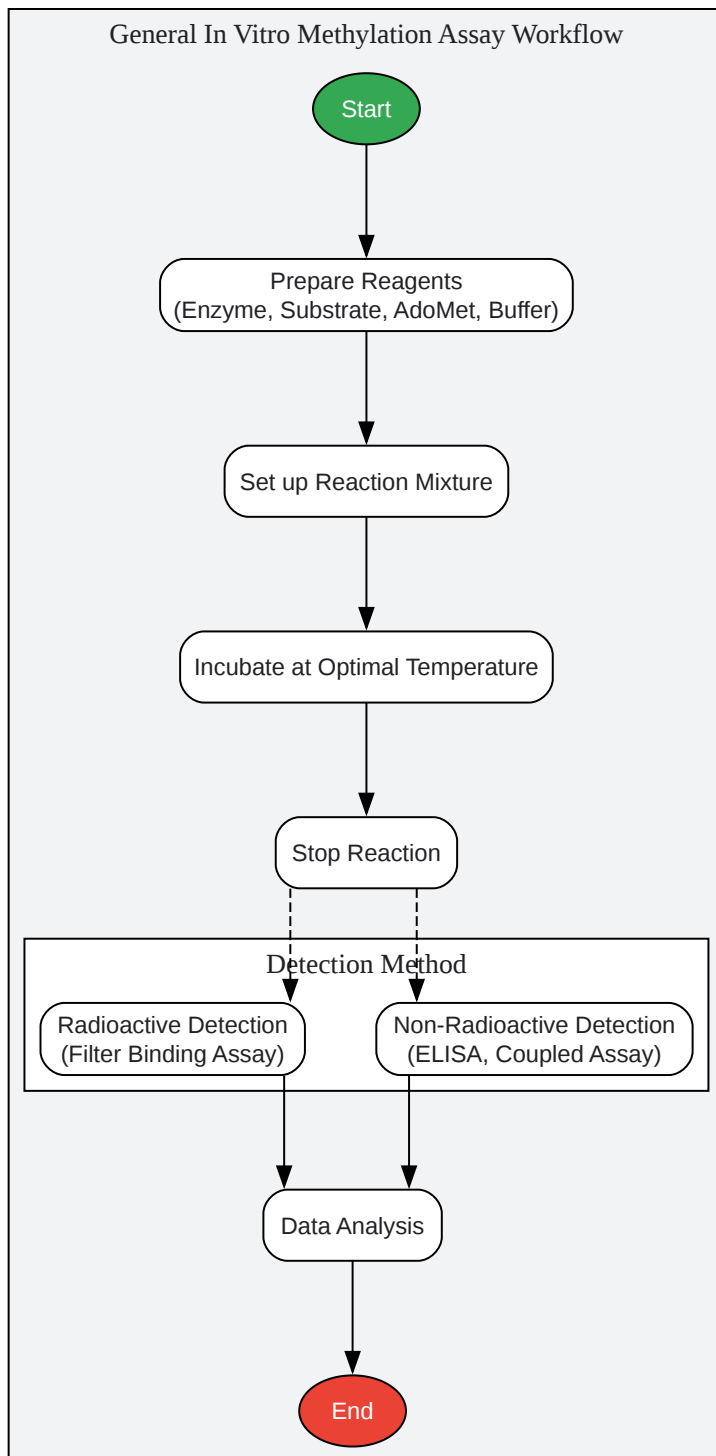 General In Vitro Methylation Assay Workflow
Start
Prepare Reagents
(Enzyme, Substrate, AdoMet, Buffer)
Set up Reaction Mixture
Incubate at Optimal Temperature
Stop Reaction
Detection Method
Radioactive Detection
(Filter Binding Assay)
Non-Radioactive Detection
(ELISA, Coupled Assay)
Data Analysis
End